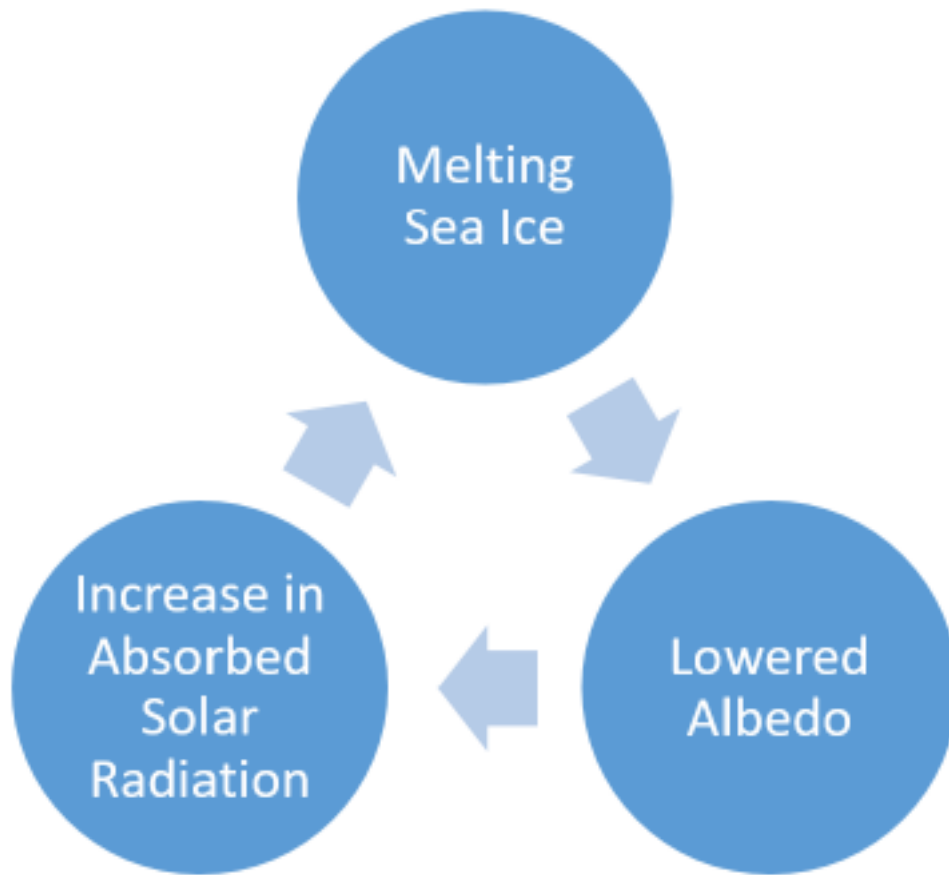 Melting
Sea Ice
Lowered
Albedo
Increase in
Absorbed
Solar
Radiation